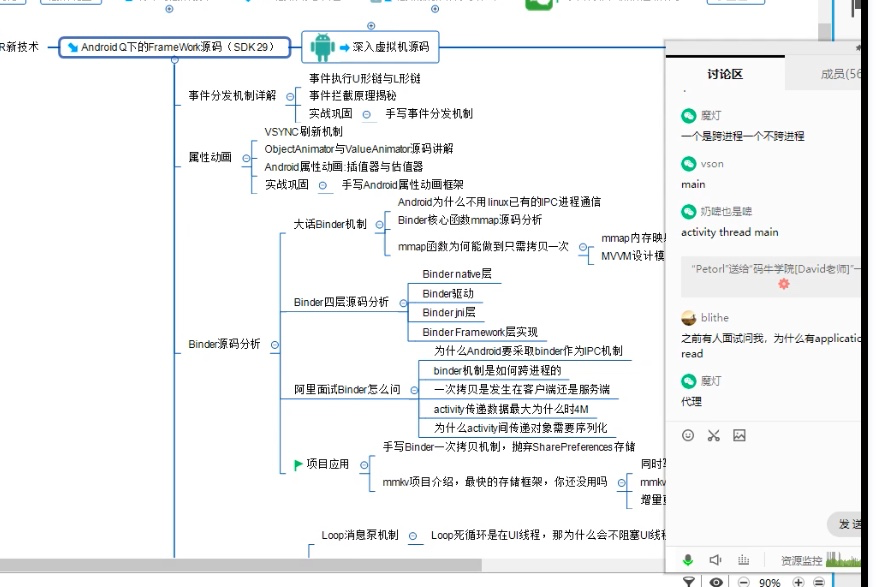 R新技术
Android Q下的FrameWork源码（SDK 29）
深入虚拟机源码
事件分发机制详解
事件执行U形链与L形链
事件拦截原理揭秘
实战巩固
手写事件分发机制
属性动画
VSYNC刷新机制
ObjectAnimator与ValueAnimator源码讲解
Android属性动画:插值器与估值器
实战巩固
手写Android属性动画框架
Binder源码分析
大话Binder机制
Android为什么不用linux已有的IPC进程通信
Binder核心函数mmap源码分析
mmap函数为何能做到只需拷贝一次
mmap内存映
MVVM设计模
Binder四层源码分析
Binder native层
Binder驱动
Binder jni层
Binder Framework层实现
阿里面试Binder怎么问
为什么Android要采取binder作为IPC机制
binder机制是如何跨进程的
一次拷贝是发生在客户端还是服务端
activity传递数据最大为什么时4M
为什么activity间传递对象需要序列化
项目应用
手写Binder一次拷贝机制，抛弃SharePreferences存储
mmkv项目介绍，最快的存储框架，你还没用吗
同时
mmkv
增量
Loop消息泵机制
Loop死循环是在UI线程，那为什么会不阻塞UI线
讨论区
成员(56
魔灯
一个是跨进程一个不跨进程
vson
main
奶啤也是啤
activity thread main
"Petorl"送给"码牛学院[David老师]"一
blithe
之前有人面试问我，为什么有applicatio
read
魔灯
代理
发送
资源监控
90%